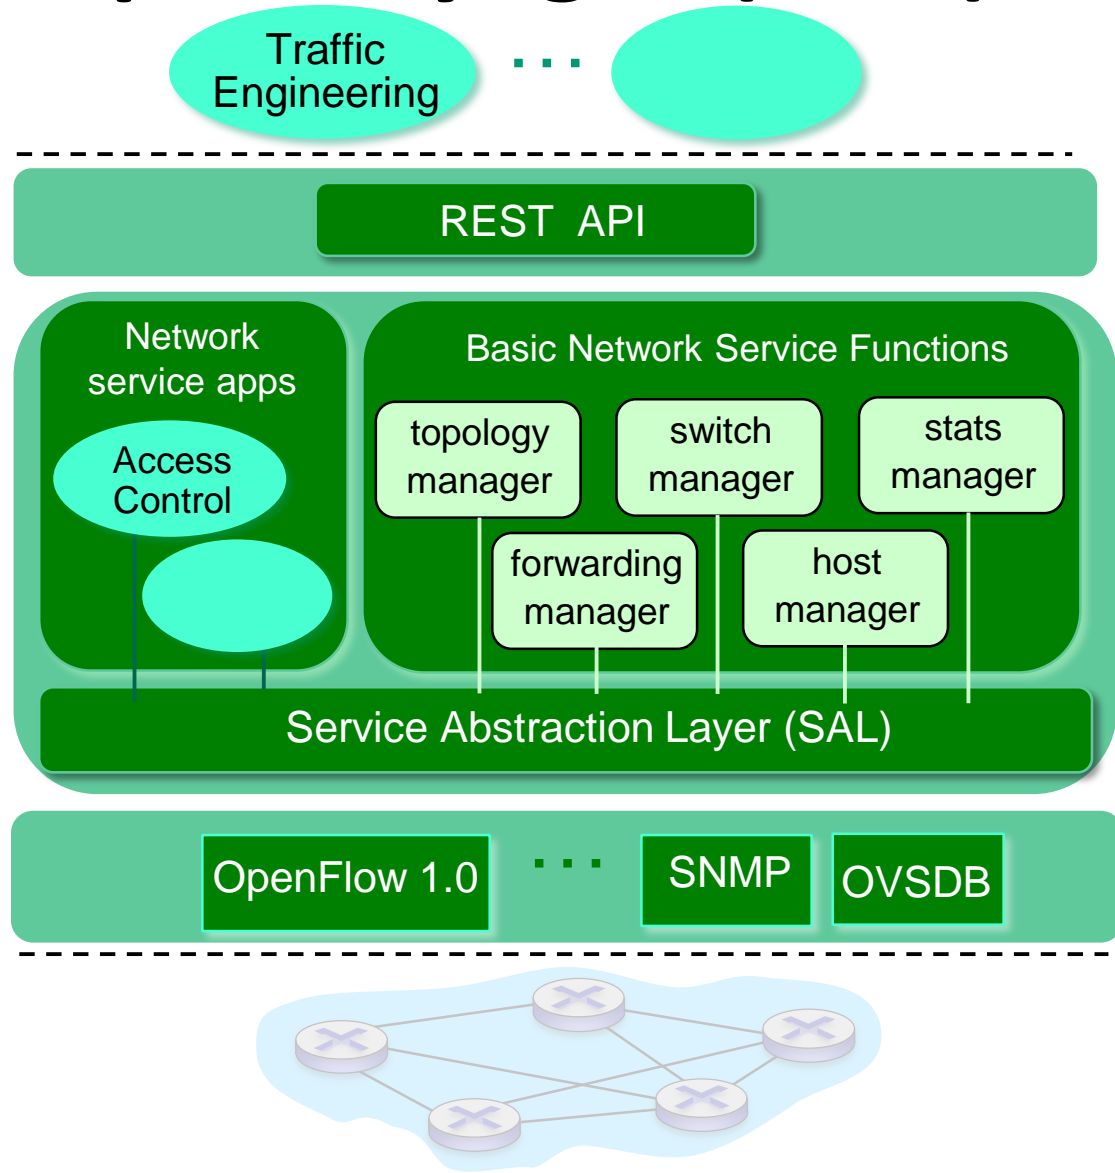 Traffic
Engineering
REST API
Network
service apps
Basic Network Service Functions
Access
Control
topology
manager
switch
manager
stats
manager
forwarding
manager
host
manager
Service Abstraction Layer (SAL)
OpenFlow 1.0
SNMP
OVSDB